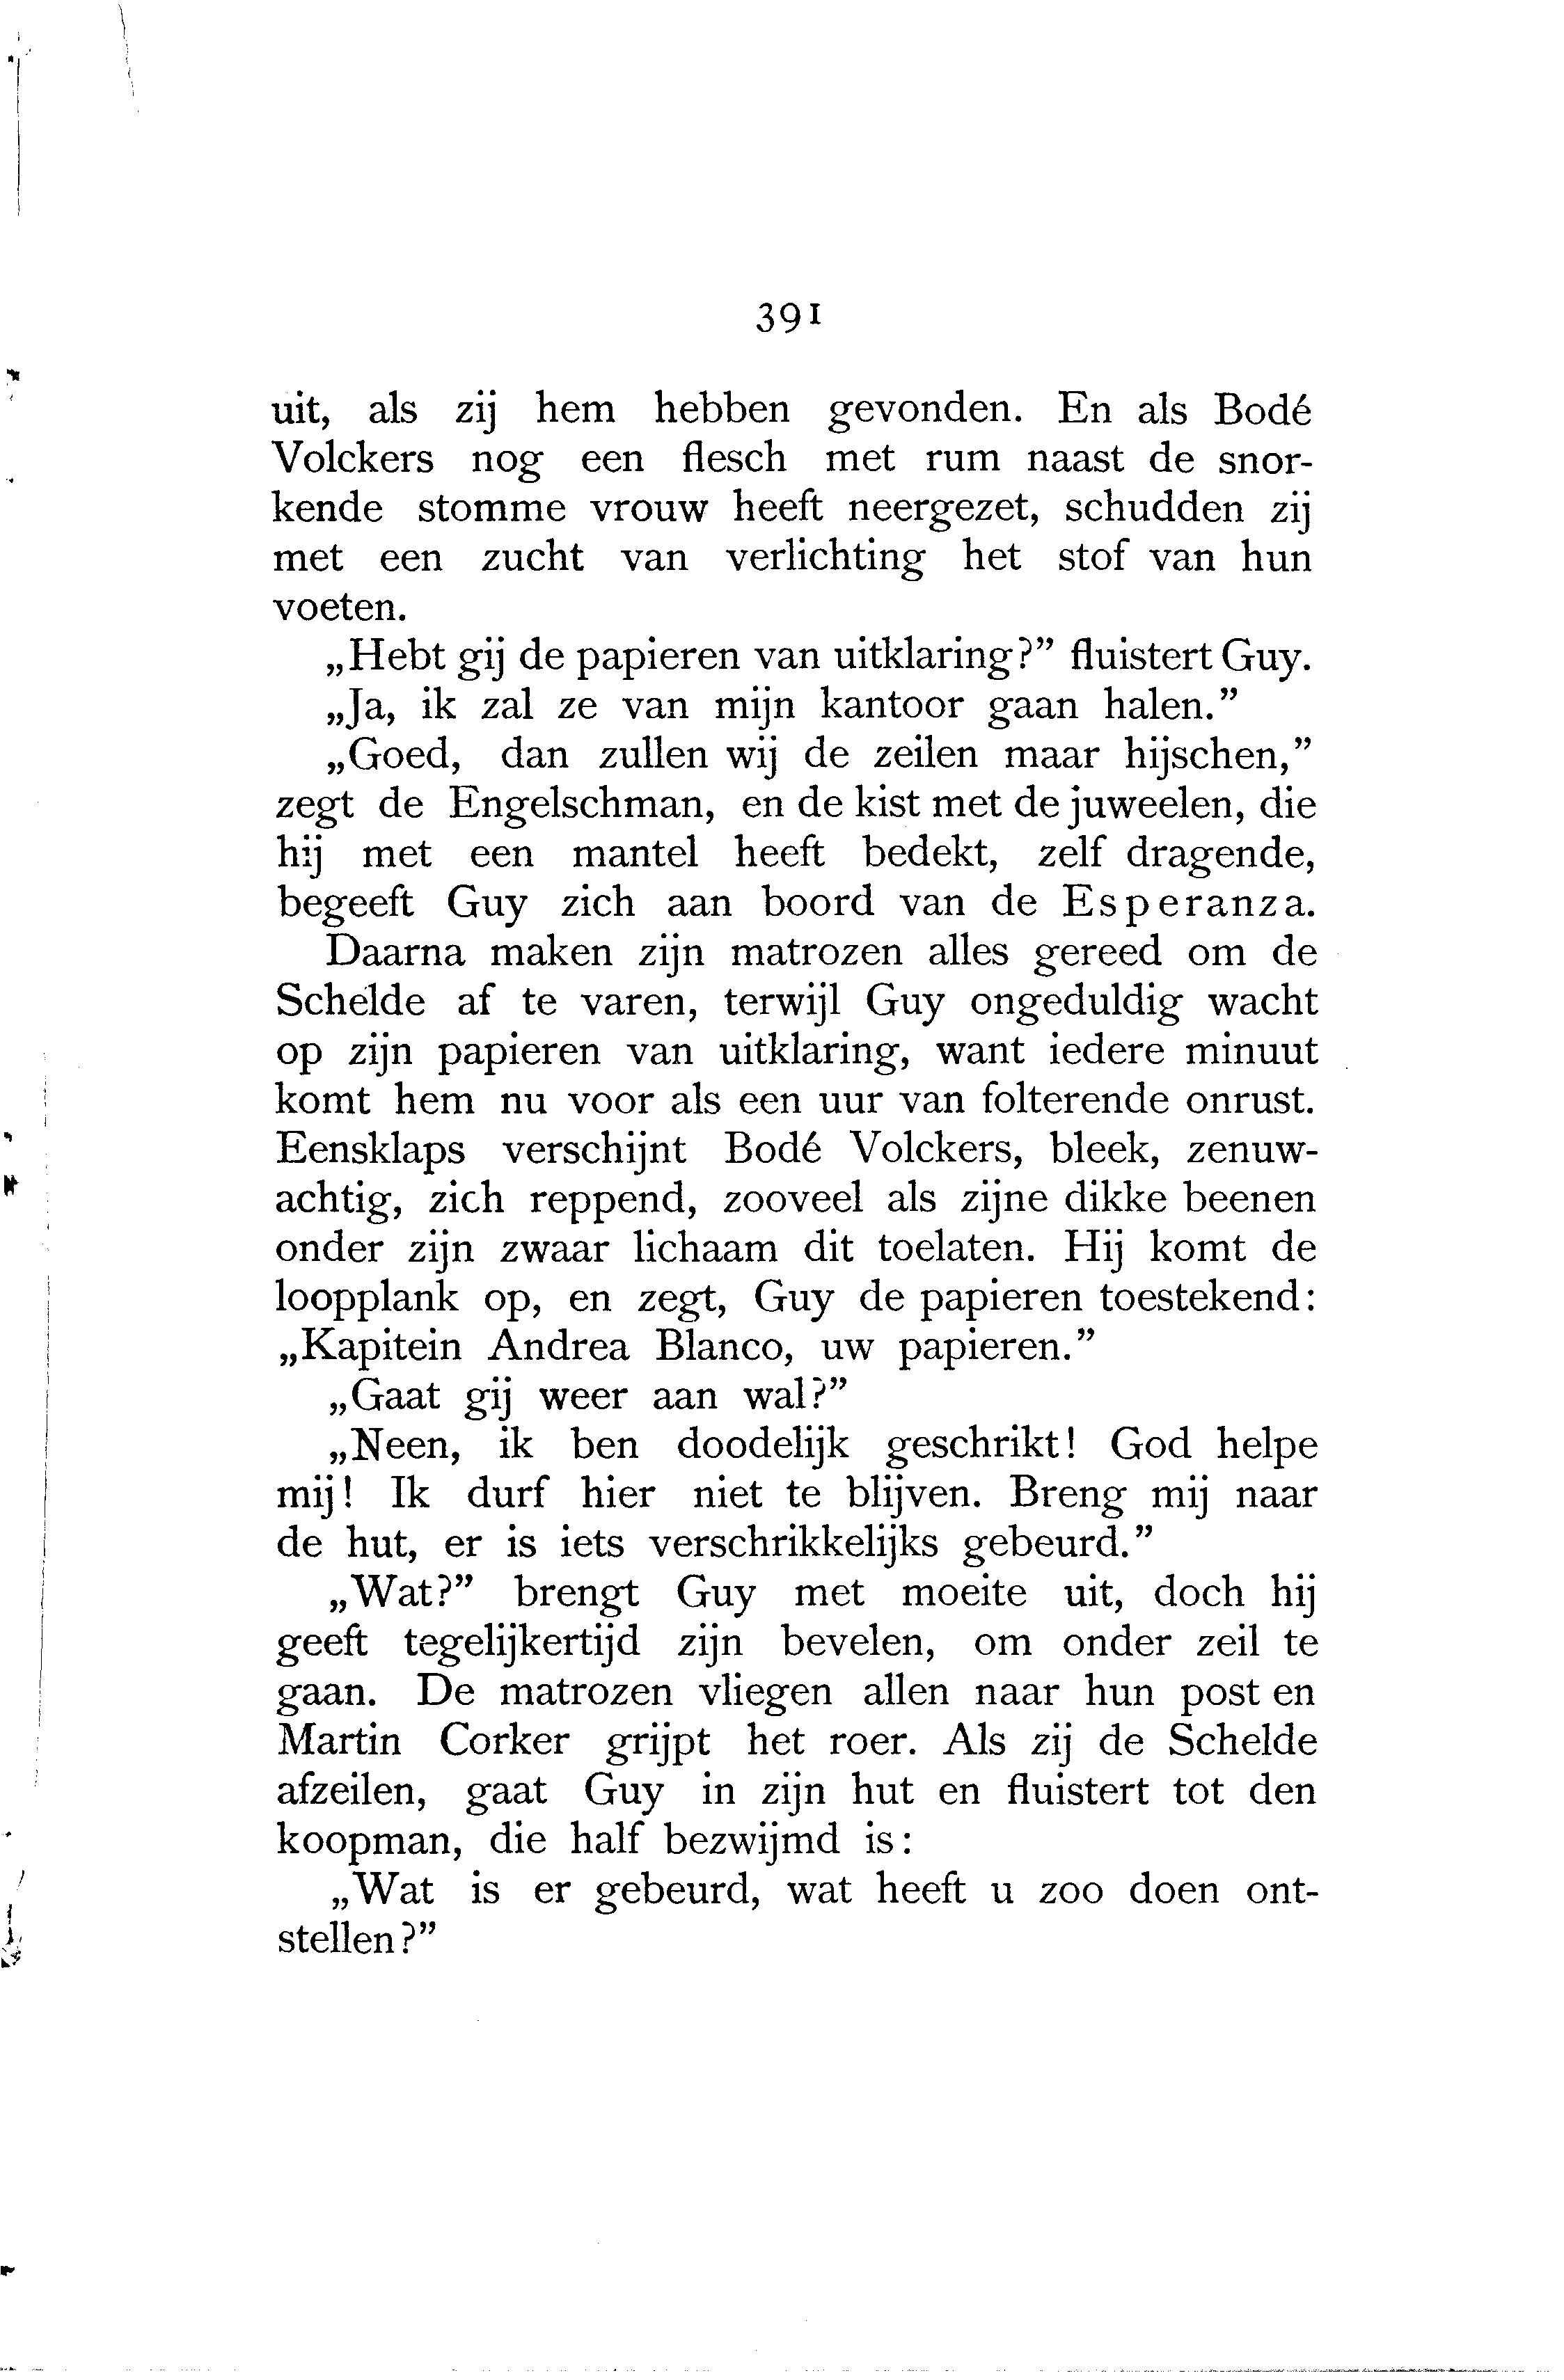 391
uit, als zij hem hebben gevonden. En als Bodé
Volckers nog een flesch met rum naast de snor-
kende stomme vrouw heeft neergezet, schudden zij
met een zucht van verlichting het stof van hun
voeten.
„Hebt gij de papieren van uitklaring?” fluistert Guy.
„Ja, ik zal ze van mijn kantoor gaan halen.”
„Goed, dan zullen wij de zeilen maar hijschen,”
zegt de Engelschman, en de kist met de juweelen, die
hij met een mantel heeft bedekt, zelf dragende,
begeeft Guy zich aan boord van de Esperanza.
Daarna maken zijn matrozen alles gereed om de
Schelde af te varen, terwijl Guy ongeduldig wacht
op zijn papieren van uitklaring, want iedere minuut
komt hem nu voor als een uur van folterende onrust.
Eensklaps verschijnt Bodé Volckers, bleek, zenuw-
achtig, zich reppend, zooveel als zijne dikke beenen
onder zijn zwaar lichaam dit toelaten. Hij komt de
loopplank op, en zegt, Guy de papieren toestekend:
„Kapitein Andrea Blanco, uw papieren.”
„Gaat gij weer aan wal?”
„Neen, ik ben doodelijk geschrikt! God helpe
mij! Ik durf hier niet te blijven. Breng mij naar
de hut, er is iets verschrikkelijks gebeurd.”
„Wat?” brengt Guy met moeite uit, doch hij
geeft tegelijkertijd zijn bevelen, om onder zeil te
gaan. De matrozen vliegen allen naar hun post en
Martin Corker grijpt het roer. Als zij de Schelde
afzeilen, gaat Guy in zijn hut en fluistert tot den
koopman, die half bezwijmd is:
„Wat is er gebeurd, wat heeft u zoo doen ont-
stellen?”